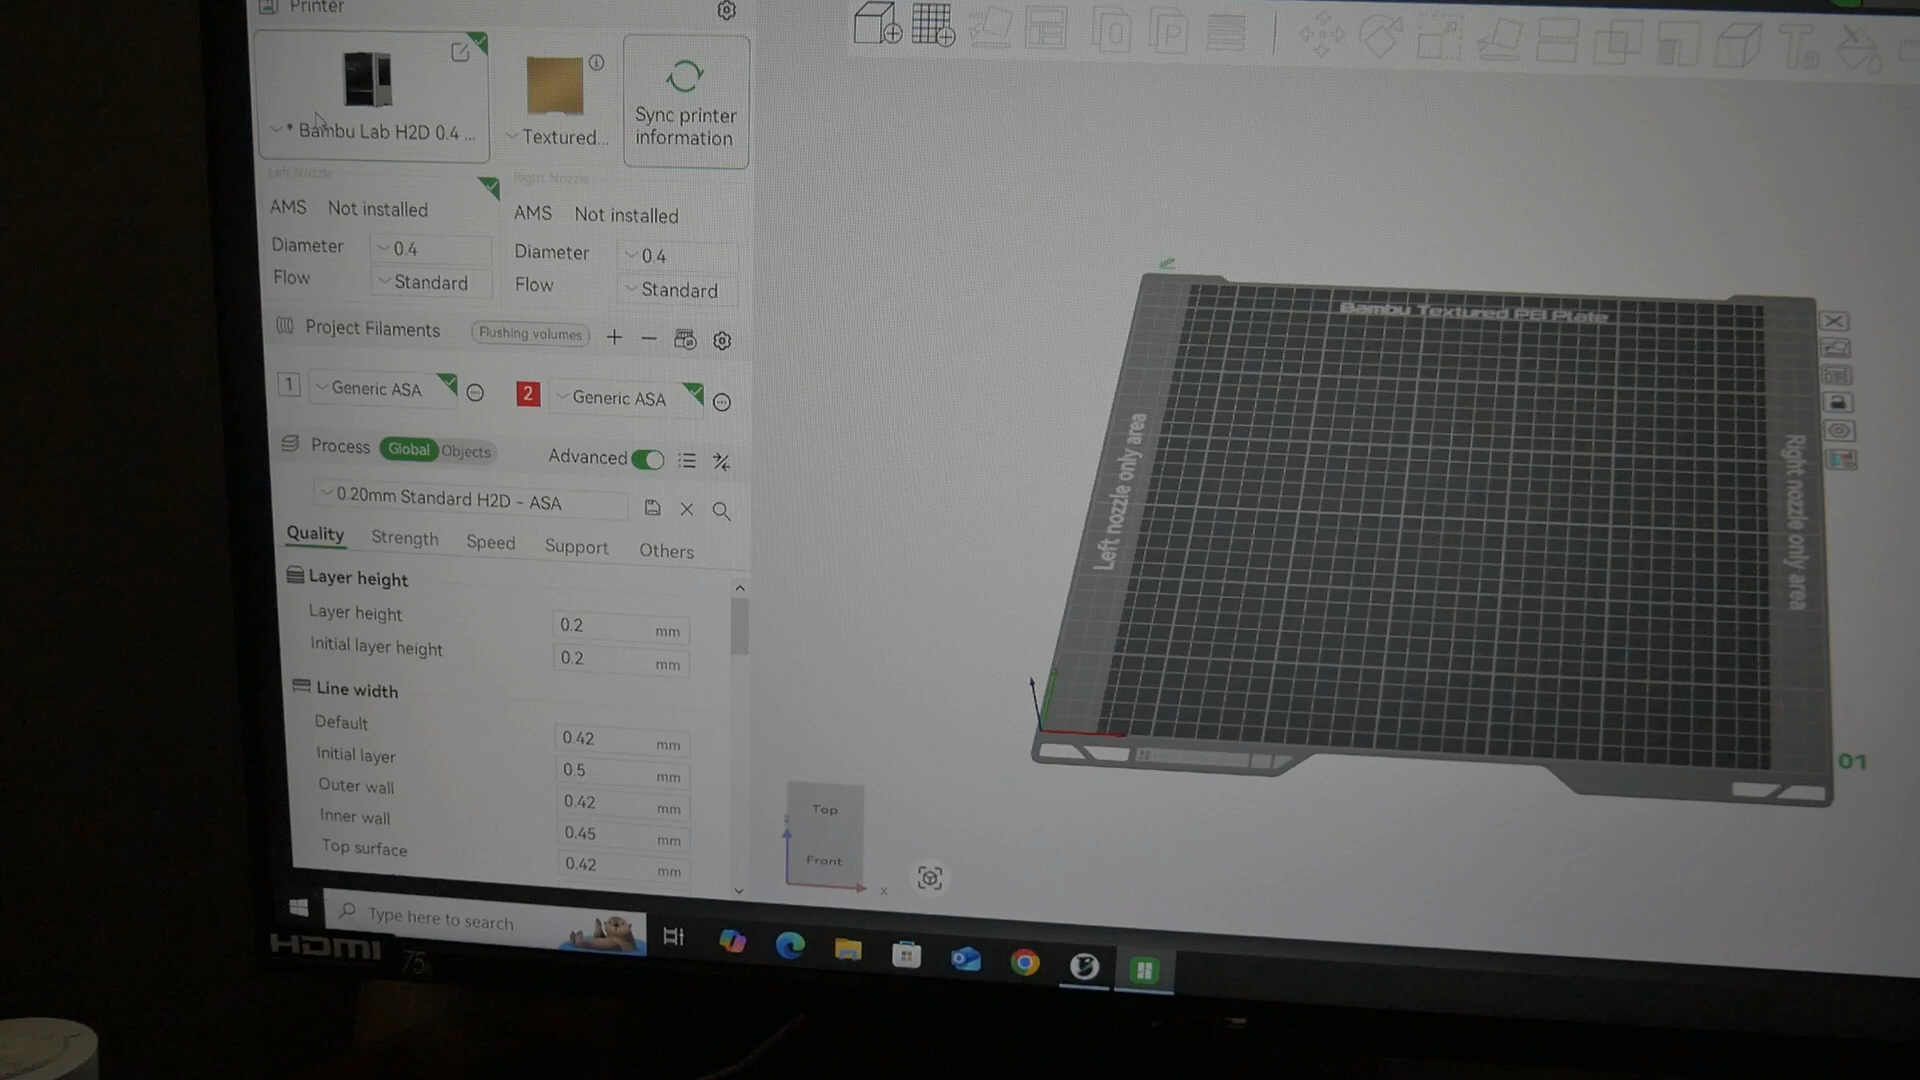 Printer
* Bambu Lab H2D 0.4 ...
Textured...
Sync printer
information
Left Nozzle
Right Nozzle
AMS Not installed
AMS Not installed
Diameter 0.4
Diameter 0.4
Flow Standard
Flow Standard
Project Filaments Flushing volumes
1 Generic ASA 2 Generic ASA
Process Global Objects Advanced
0.20mm Standard H2D - ASA
Quality Strength Speed Support Others
Layer height
Layer height 0.2 mm
Initial layer height 0.2 mm
Line width
Default 0.42 mm
Initial layer 0.5 mm
Outer wall 0.42 mm
Inner wall 0.45 mm
Top surface 0.42 mm
Bambu Textured PEI Plate
Left nozzle only area
Right nozzle only area
01
Top
Front
z
x
Type here to search
HDMI 75